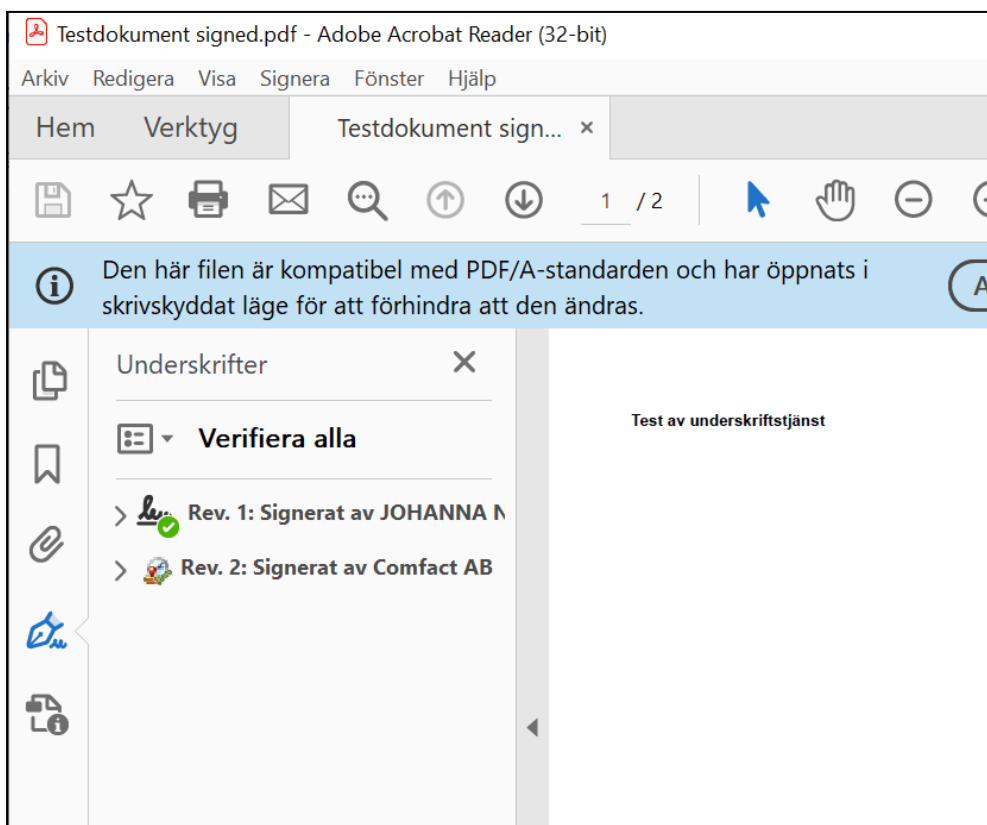 Testdokument signed.pdf - Adobe Acrobat Reader (32-bit)
Arkiv Redigera Visa Signera Fönster Hjälp
Hem Verktyg Testdokument sign... ×
1 / 2
Den här filen är kompatibel med PDF/A-standarden och har öppnats i
skrivskyddat läge för att förhindra att den ändras.
A
Underskrifter
Verifiera alla
Rev. 1: Signerat av JOHANNA N
Rev. 2: Signerat av Comfact AB
Test av underskriftstjänst